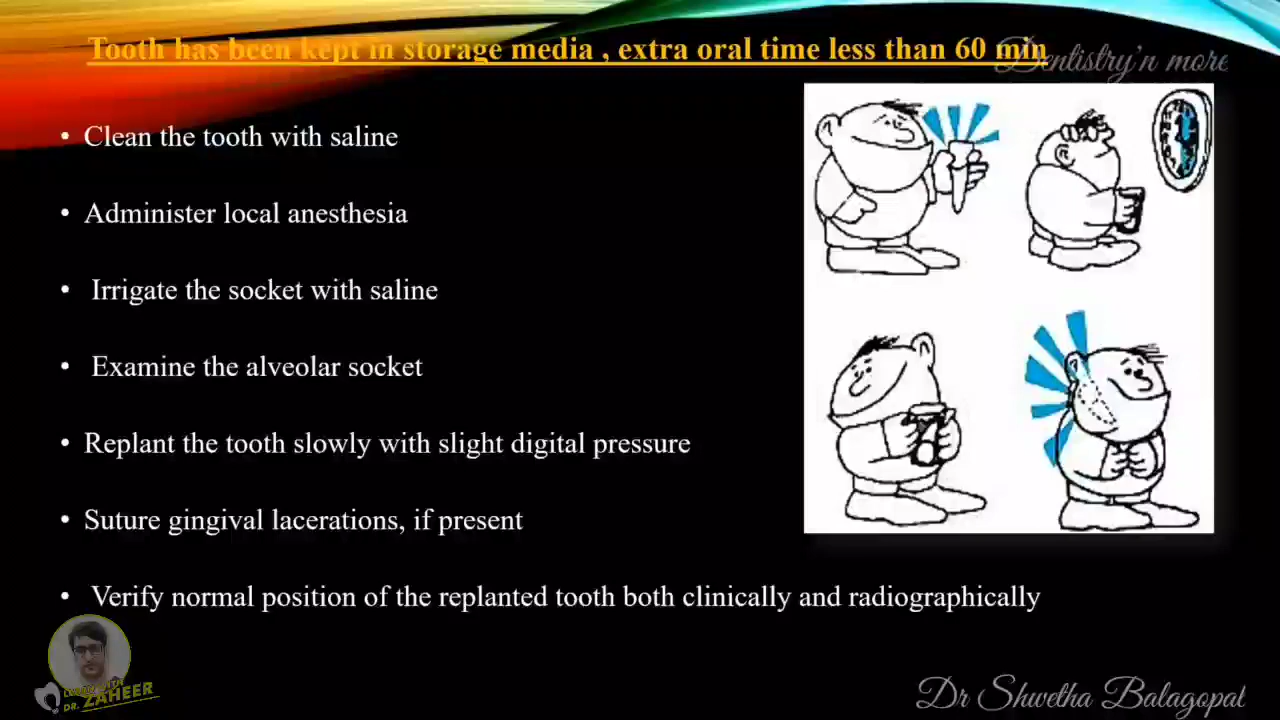 Tooth has been kept in storage media , extra oral time less than 60 min
Dentistry'n more
• Clean the tooth with saline
• Administer local anesthesia
• Irrigate the socket with saline
• Examine the alveolar socket
• Replant the tooth slowly with slight digital pressure
• Suture gingival lacerations, if present
• Verify normal position of the replanted tooth both clinically and radiographically
LEARN WITH
DR. ZAHEER
Dr Shwetha Balagopal